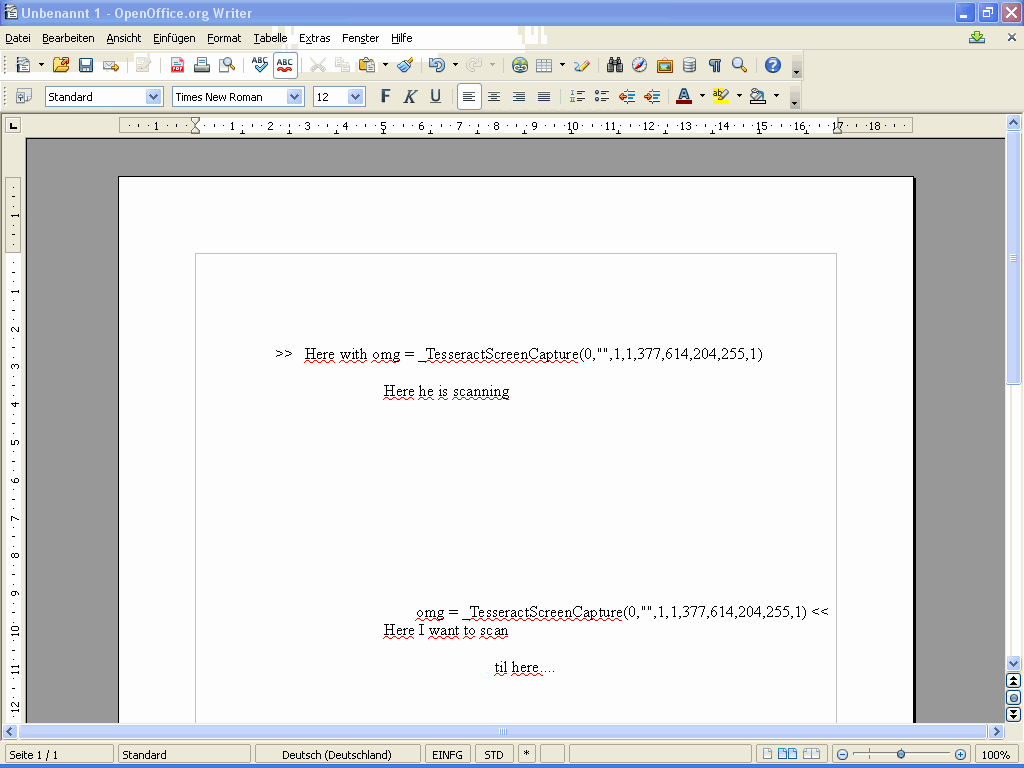 Unbenannt 1 - OpenOffice.org Writer
Datei Bearbeiten Ansicht Einfügen Format Tabelle Extras Fenster Hilfe
ABC ABC
Standard Times New Roman 12 F K U A
1 1 2 3 4 5 6 7 8 9 10 11 12 13 14 15 16 17 18
1
1
2
3
4
5
6
7
8
9
10
11
12
>> Here with omg = _TesseractScreenCapture(0,"",1,1,377,614,204,255,1)
Here he is scanning
omg = _TesseractScreenCapture(0,"",1,1,377,614,204,255,1) <<
Here I want to scan
til here....
Seite 1 / 1 Standard Deutsch (Deutschland) EINFG STD * 100%